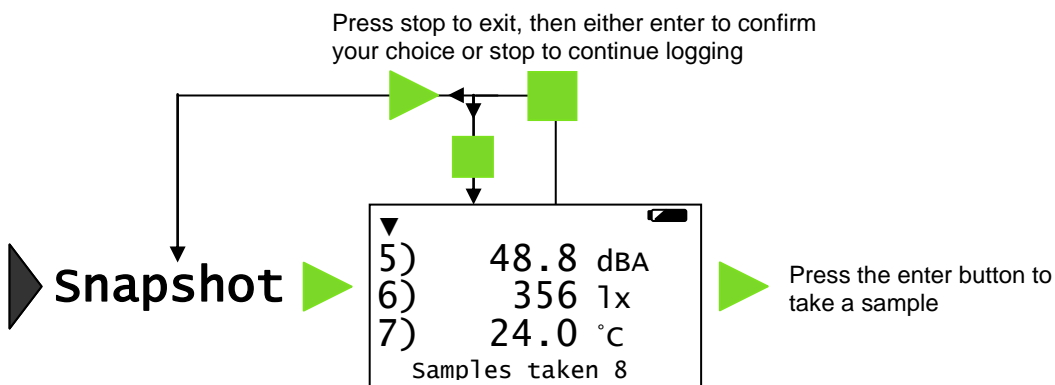 Press stop to exit, then either enter to confirm
your choice or stop to continue logging
5) 48.8 dBA
Snapshot
6) 356 lx
7) 24.0 °C
Samples taken 8
Press the enter button to
take a sample